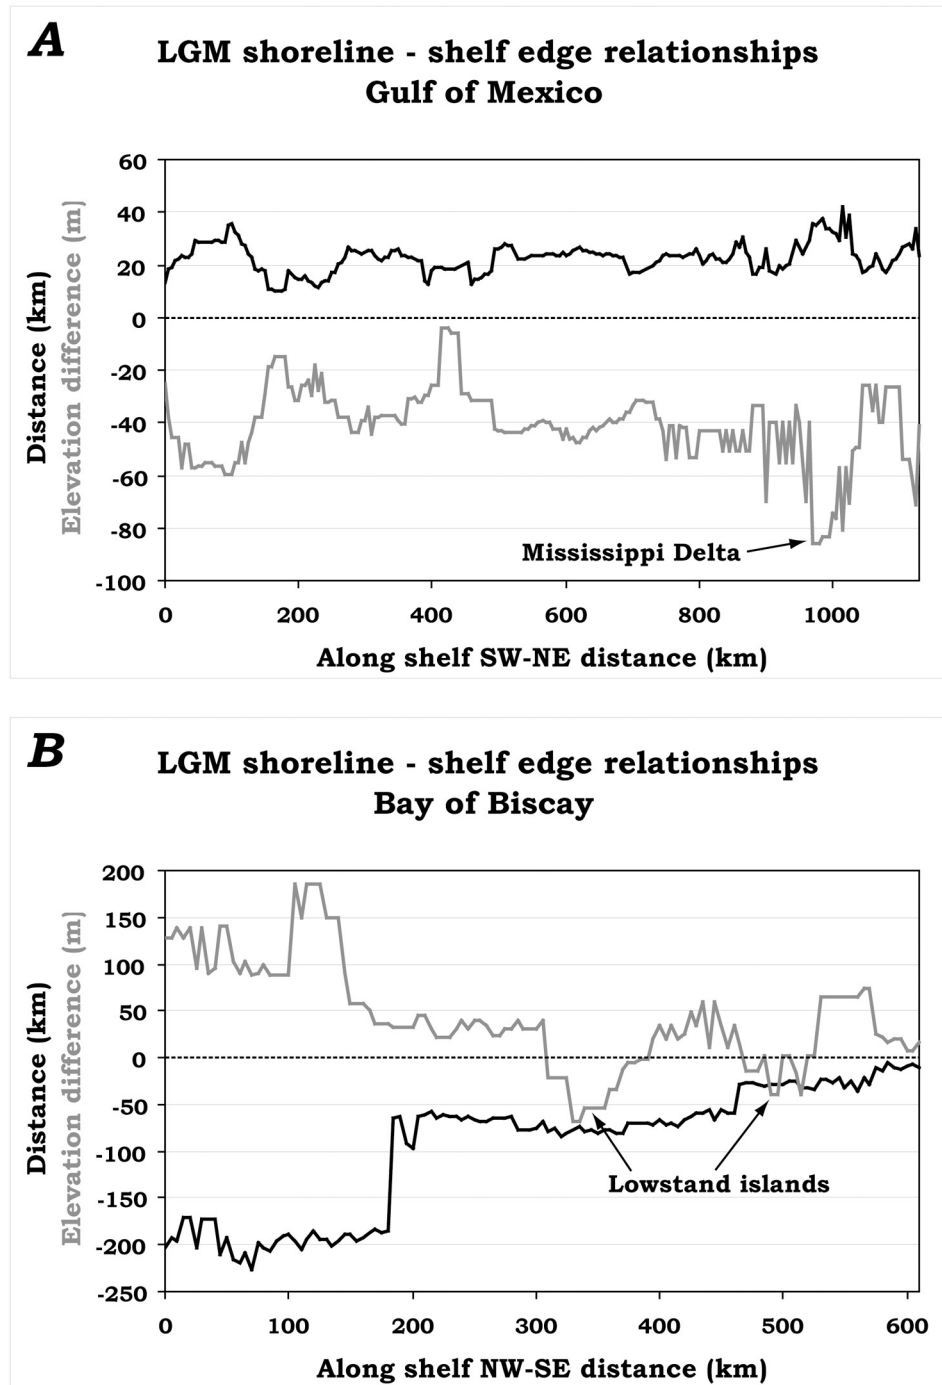 A
LGM shoreline - shelf edge relationships
Gulf of Mexico
Distance (km)
Elevation difference (m)
60
40
20
0
-20
-40
-60
-80
-100
Mississippi Delta
0 200 400 600 800 1000
Along shelf SW-NE distance (km)
B
LGM shoreline - shelf edge relationships
Bay of Biscay
Distance (km)
Elevation difference (m)
200
150
100
50
0
-50
-100
-150
-200
-250
Lowstand islands
0 100 200 300 400 500 600
Along shelf NW-SE distance (km)